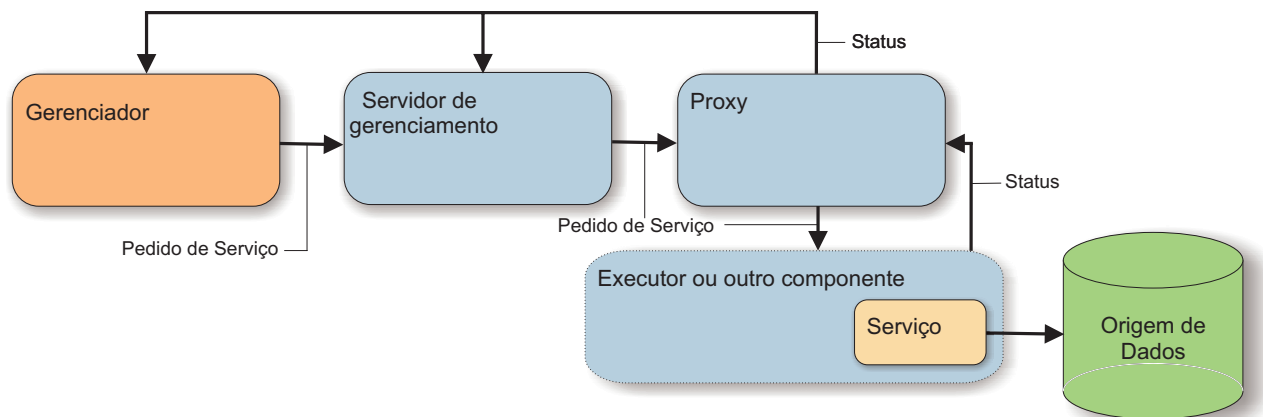 Status
Gerenciador
Servidor de
gerenciamento
Proxy
Status
Pedido de Serviço
Pedido de Serviço
Executor ou outro componente
Serviço
Origem de
Dados